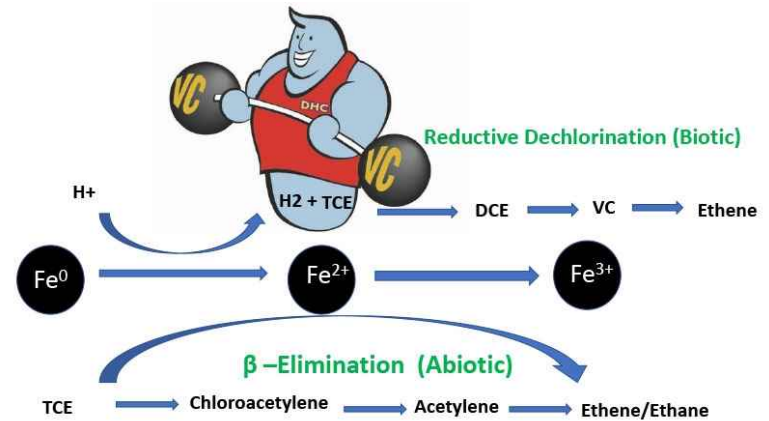 VC
DHC
VC
Reductive Dechlorination (Biotic)
H+
H2 + TCE
DCE
VC
Ethene
Fe⁰
Fe²⁺
Fe³⁺
β –Elimination (Abiotic)
TCE
Chloroacetylene
Acetylene
Ethene/Ethane